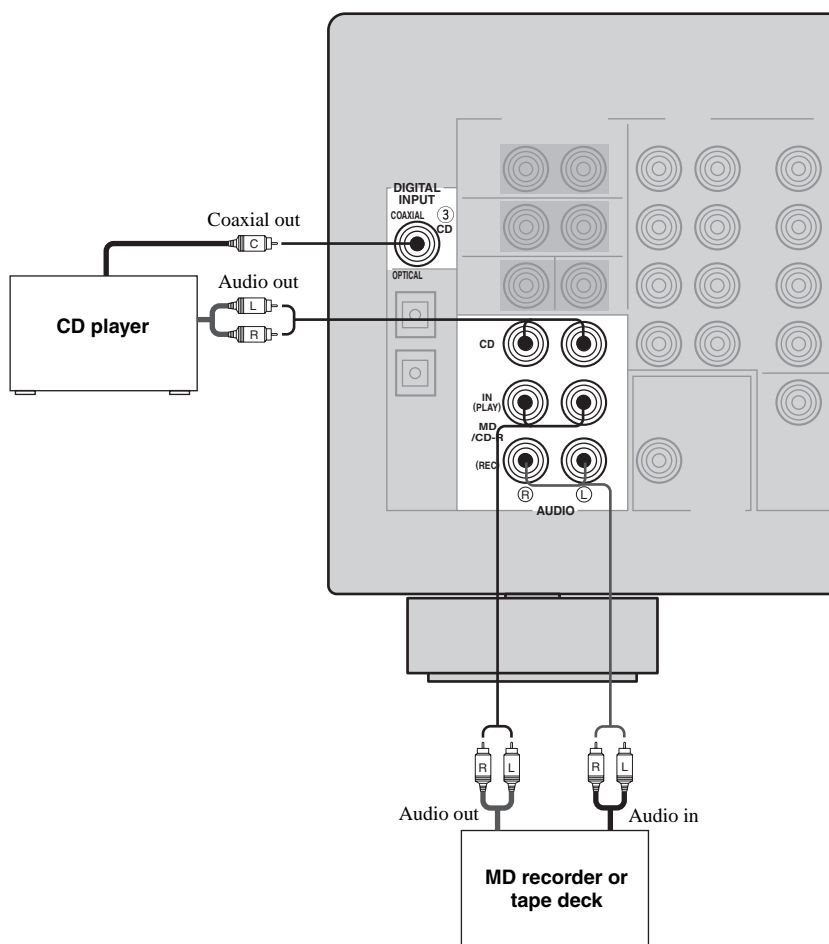 DIGITAL
INPUT
COAXIAL
③
CD
Coaxial out
C
OPTICAL
Audio out
L
R
CD player
CD
IN
(PLAY)
MD
/CD-R
(REC)
R
L
AUDIO
R
L
R
L
Audio out
Audio in
MD recorder or
tape deck